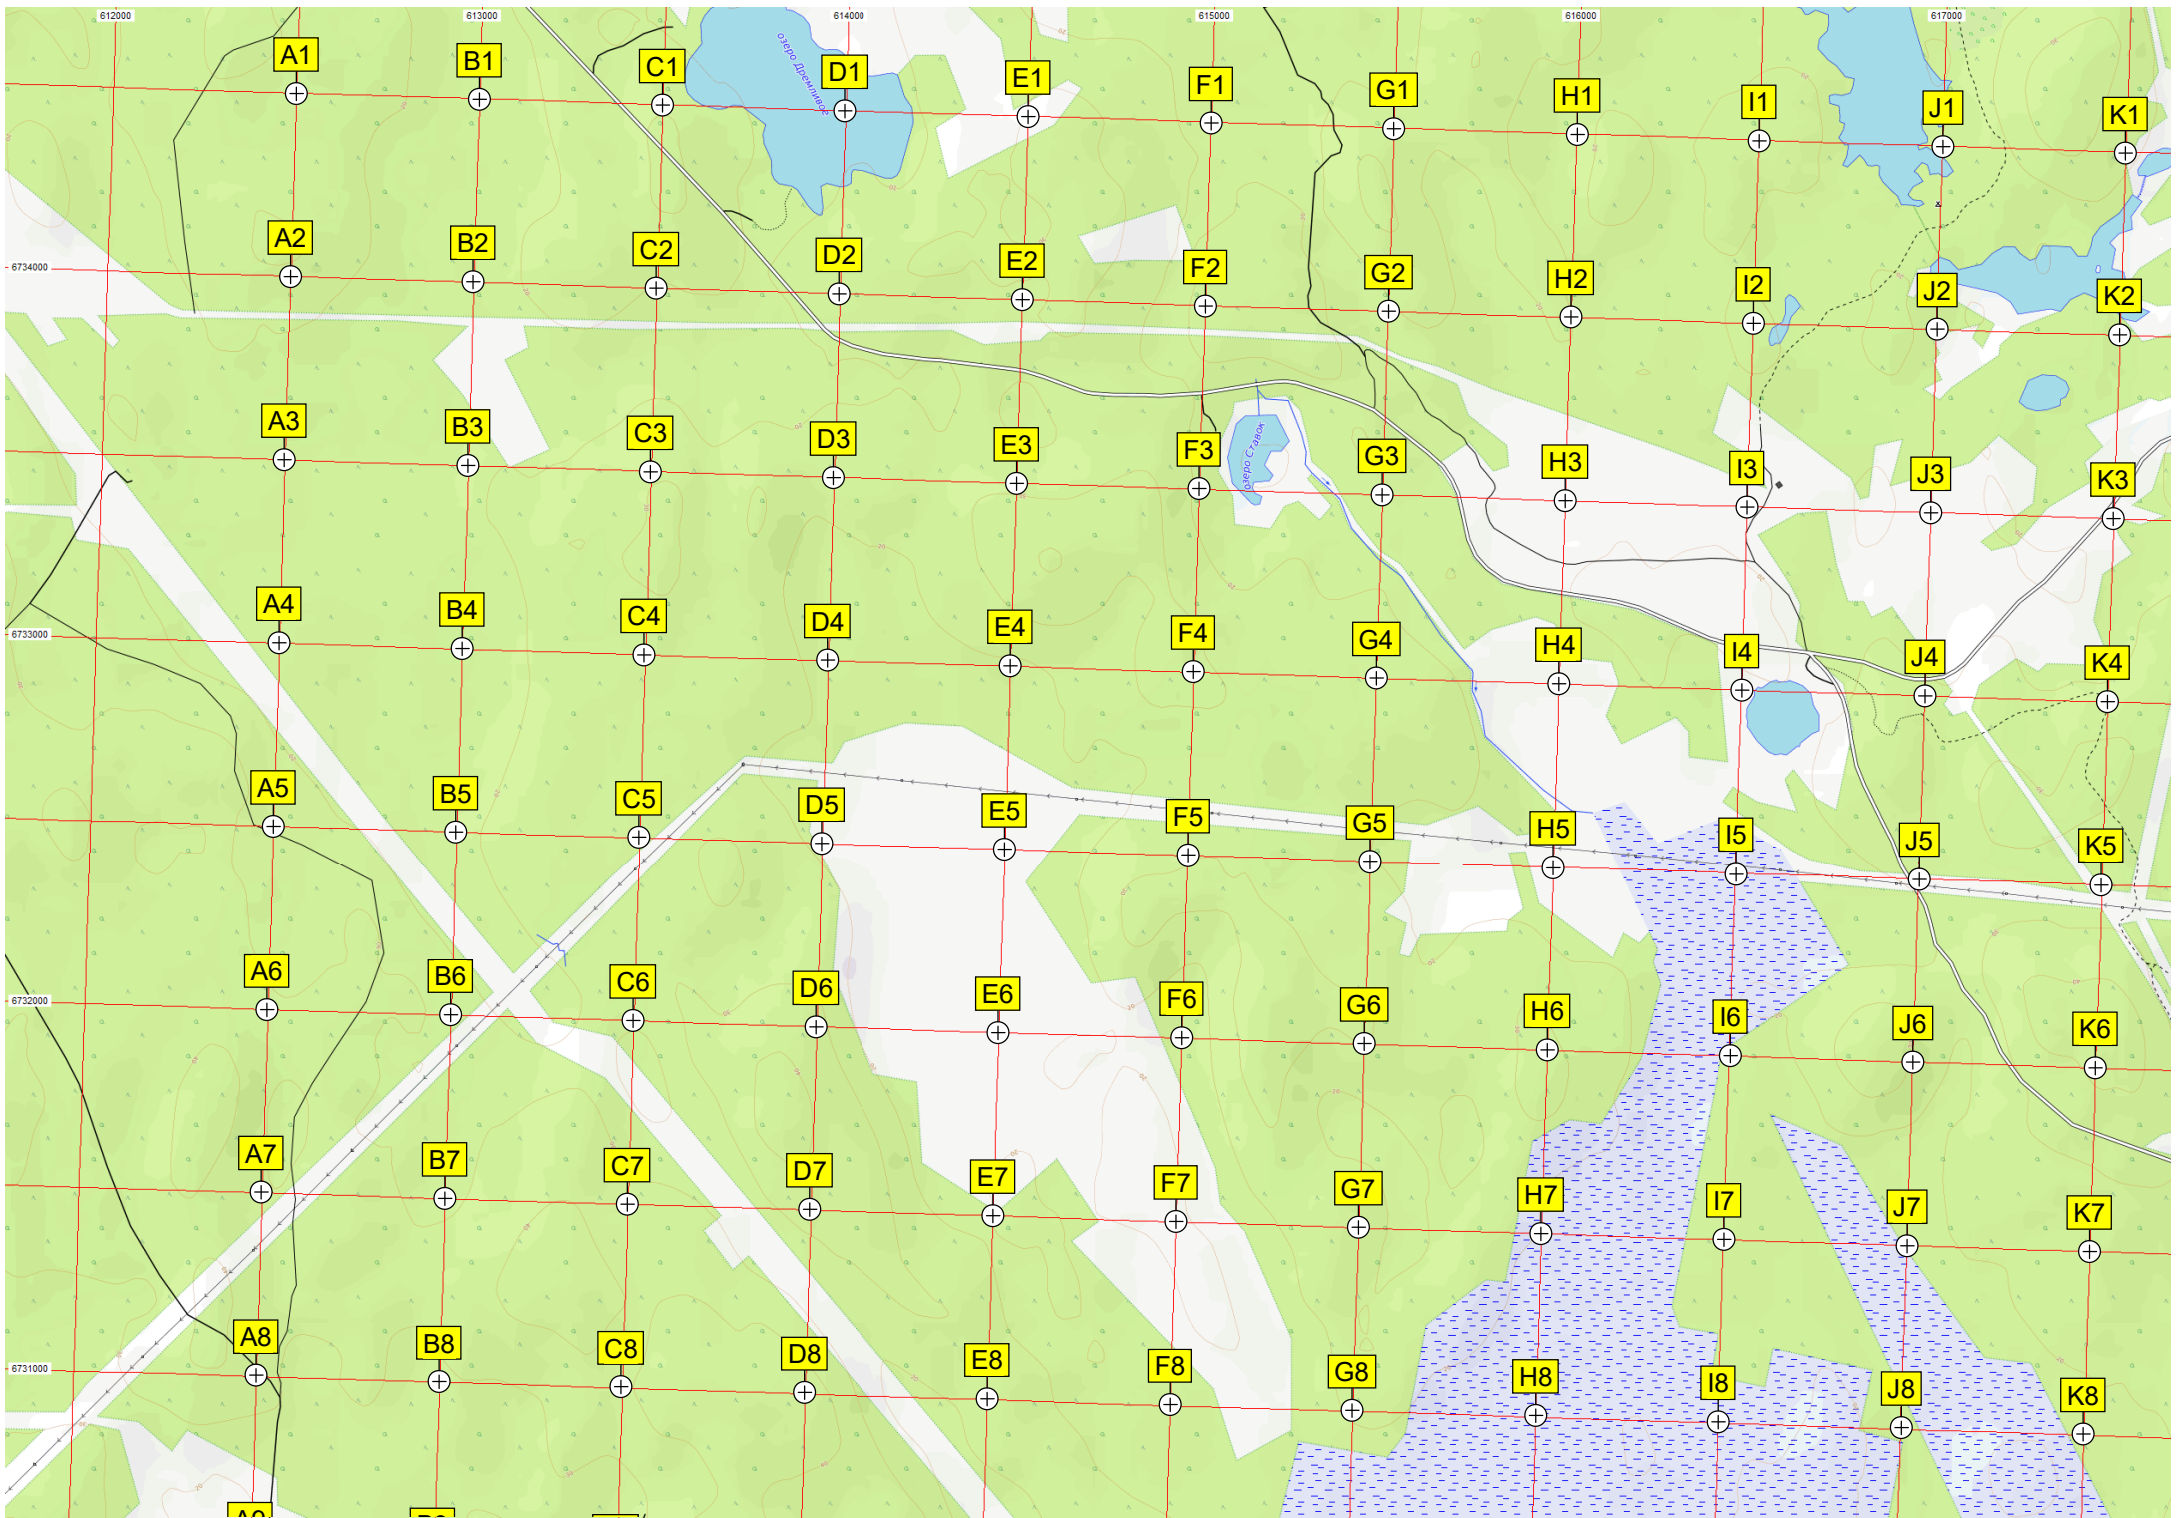 612000 613000 614000 615000 616000 617000
A1 B1 C1 D1 E1 F1 G1 H1 I1 J1 K1
озеро Дремливое
6734000
A2 B2 C2 D2 E2 F2 G2 H2 I2 J2 K2
A3 B3 C3 D3 E3 F3 G3 H3 I3 J3 K3
озеро Ставок
6733000
A4 B4 C4 D4 E4 F4 G4 H4 I4 J4 K4
A5 B5 C5 D5 E5 F5 G5 H5 I5 J5 K5
6732000
A6 B6 C6 D6 E6 F6 G6 H6 I6 J6 K6
A7 B7 C7 D7 E7 F7 G7 H7 I7 J7 K7
6731000
A8 B8 C8 D8 E8 F8 G8 H8 I8 J8 K8